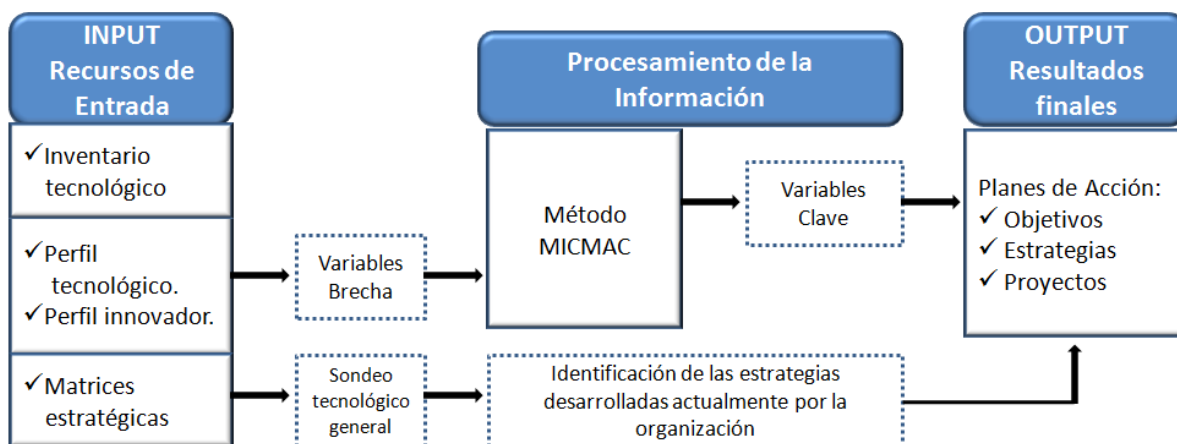 INPUT
Recursos de
Entrada
✓Inventario
tecnológico
✓Perfil
tecnológico.
✓Perfil innovador.
✓Matrices
estratégicas
Variables
Brecha
Sondeo
tecnológico
general
Procesamiento de la
Información
Método
MICMAC
Variables
Clave
Identificación de las estrategias
desarrolladas actualmente por la
organización
OUTPUT
Resultados
finales
Planes de Acción:
✓ Objetivos
✓ Estrategias
✓ Proyectos